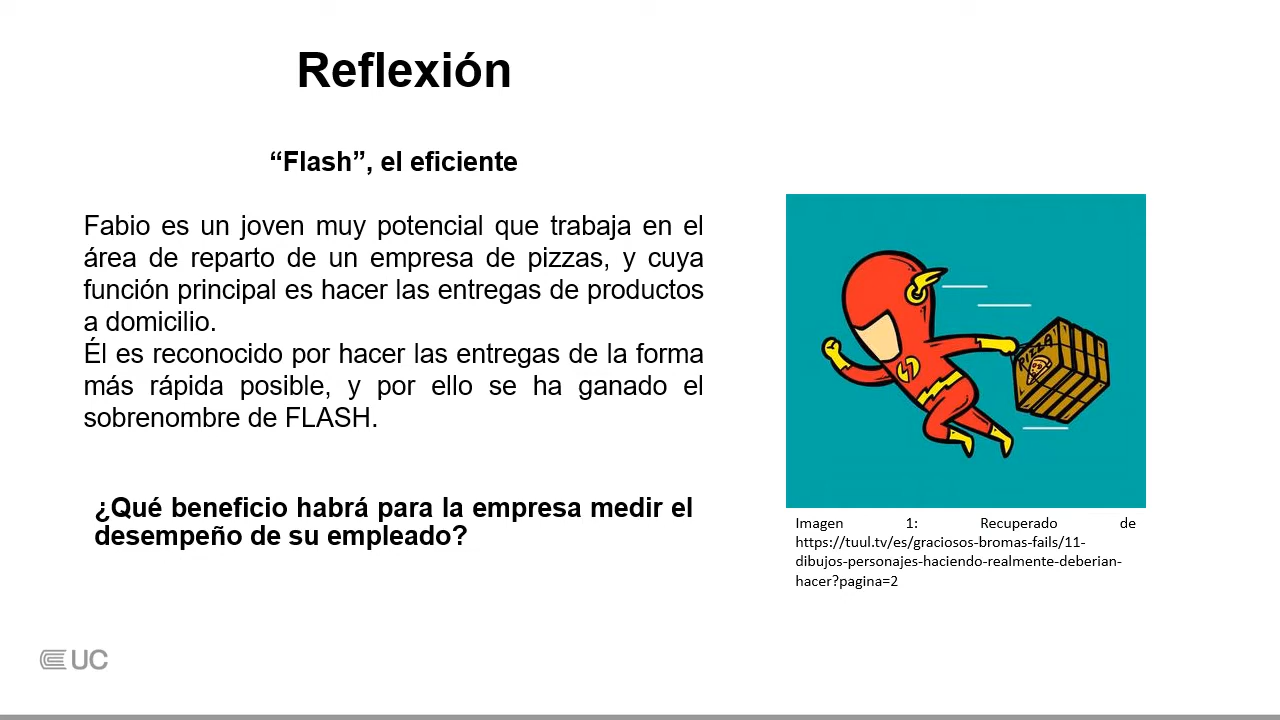 Reflexión
“Flash”, el eficiente
Fabio es un joven muy potencial que trabaja en el
área de reparto de un empresa de pizzas, y cuya
función principal es hacer las entregas de productos
a domicilio.
Él es reconocido por hacer las entregas de la forma
más rápida posible, y por ello se ha ganado el
sobrenombre de FLASH.
¿Qué beneficio habrá para la empresa medir el
desempeño de su empleado?
PIZZA
Imagen 1: Recuperado de
https://tuul.tv/es/graciosos-bromas-fails/11-
dibujos-personajes-haciendo-realmente-deberian-
hacer?pagina=2
UC